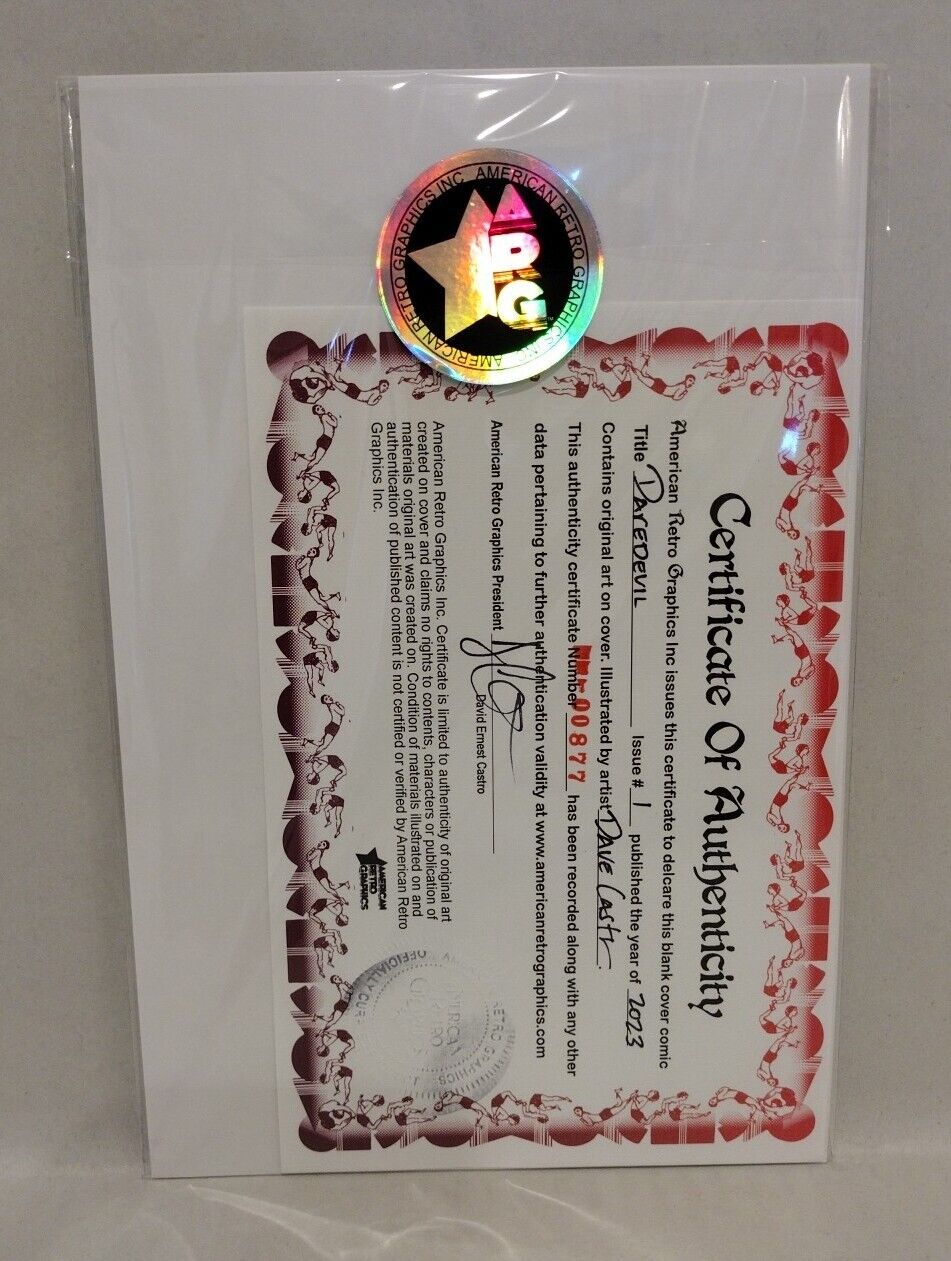 AMERICAN RETRO GRAPHICS INC. AMERICAN RETRO GRAPHICS INC.
ARG
Certificate Of Authenticity
American Retro Graphics Inc issues this certificate to delcare this blank cover comic
Title DAREDEVIL Issue # 1 published the year of 2023
Contains original art on cover. Illustrated by artist DAVE Castr.
This authenticity certificate Number 00877 has been recorded along with any other
data pertaining to further authentication validity at www.americanretrographics.com
American Retro Graphics President
David Ernest Castro
American Retro Graphics Inc. Certificate is limited to authenticity of original art
created on cover and claims no rights to contents, characters or publication of
materials original art was created on. Condition of materials illustrated on and
authentication of published content is not certified or verified by American Retro
Graphics Inc.
AMERICAN
RETRO
GRAPHICS
RETRO GRAPHICS
OFFICIALLY